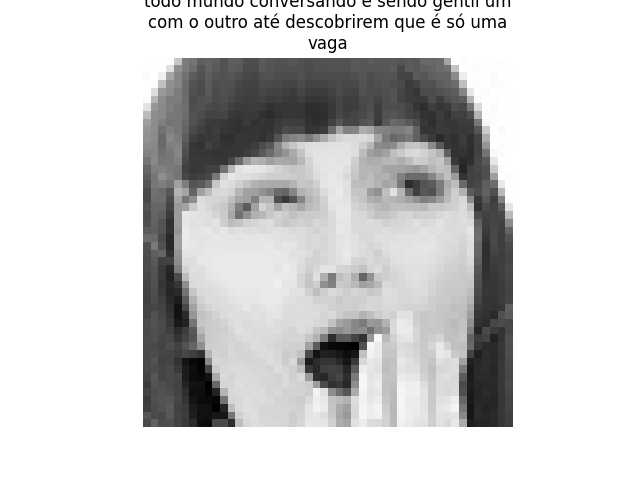 todo mundo conversando e sendo gentil um
com o outro até descobrirem que é só uma
vaga